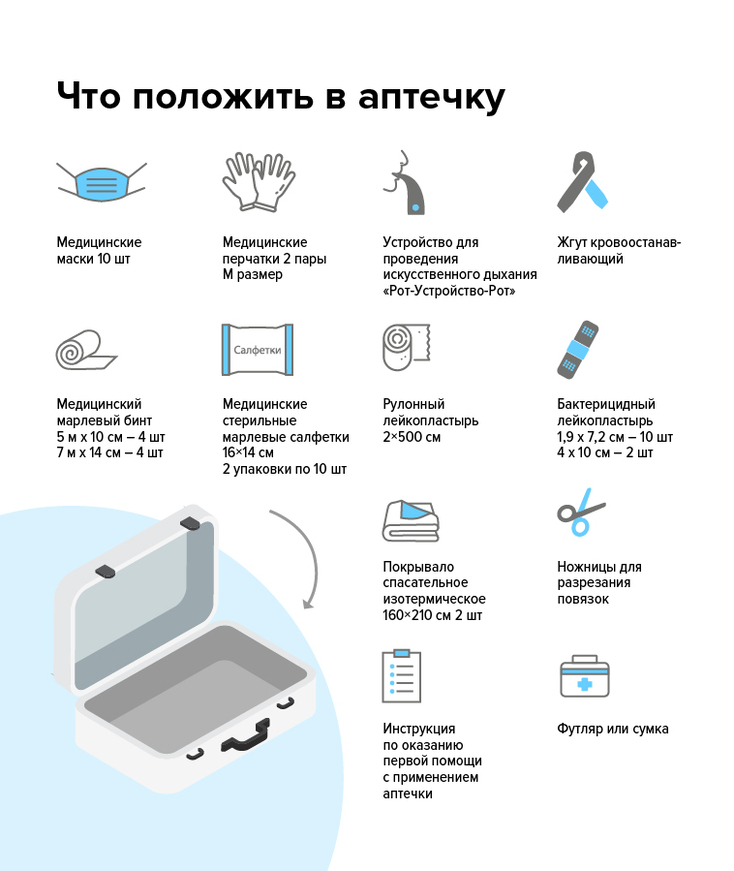 Что положить в аптечку
Медицинские
маски 10 шт
Медицинские
перчатки 2 пары
М размер
Устройство для
проведения
искусственного дыхания
«Рот-Устройство-Рот»
Жгут кровоостанав-
ливающий
Медицинский
марлевый бинт
5 м х 10 см – 4 шт
7 м х 14 см – 4 шт
Салфетки
Медицинские
стерильные
марлевые салфетки
16×14 см
2 упаковки по 10 шт
Рулонный
лейкопластырь
2×500 см
Бактерицидный
лейкопластырь
1,9 х 7,2 см – 10 шт
4 х 10 см – 2 шт
Покрывало
спасательное
изотермическое
160×210 см 2 шт
Ножницы для
разрезания
повязок
Инструкция
по оказанию
первой помощи
с применением
аптечки
Футляр или сумка